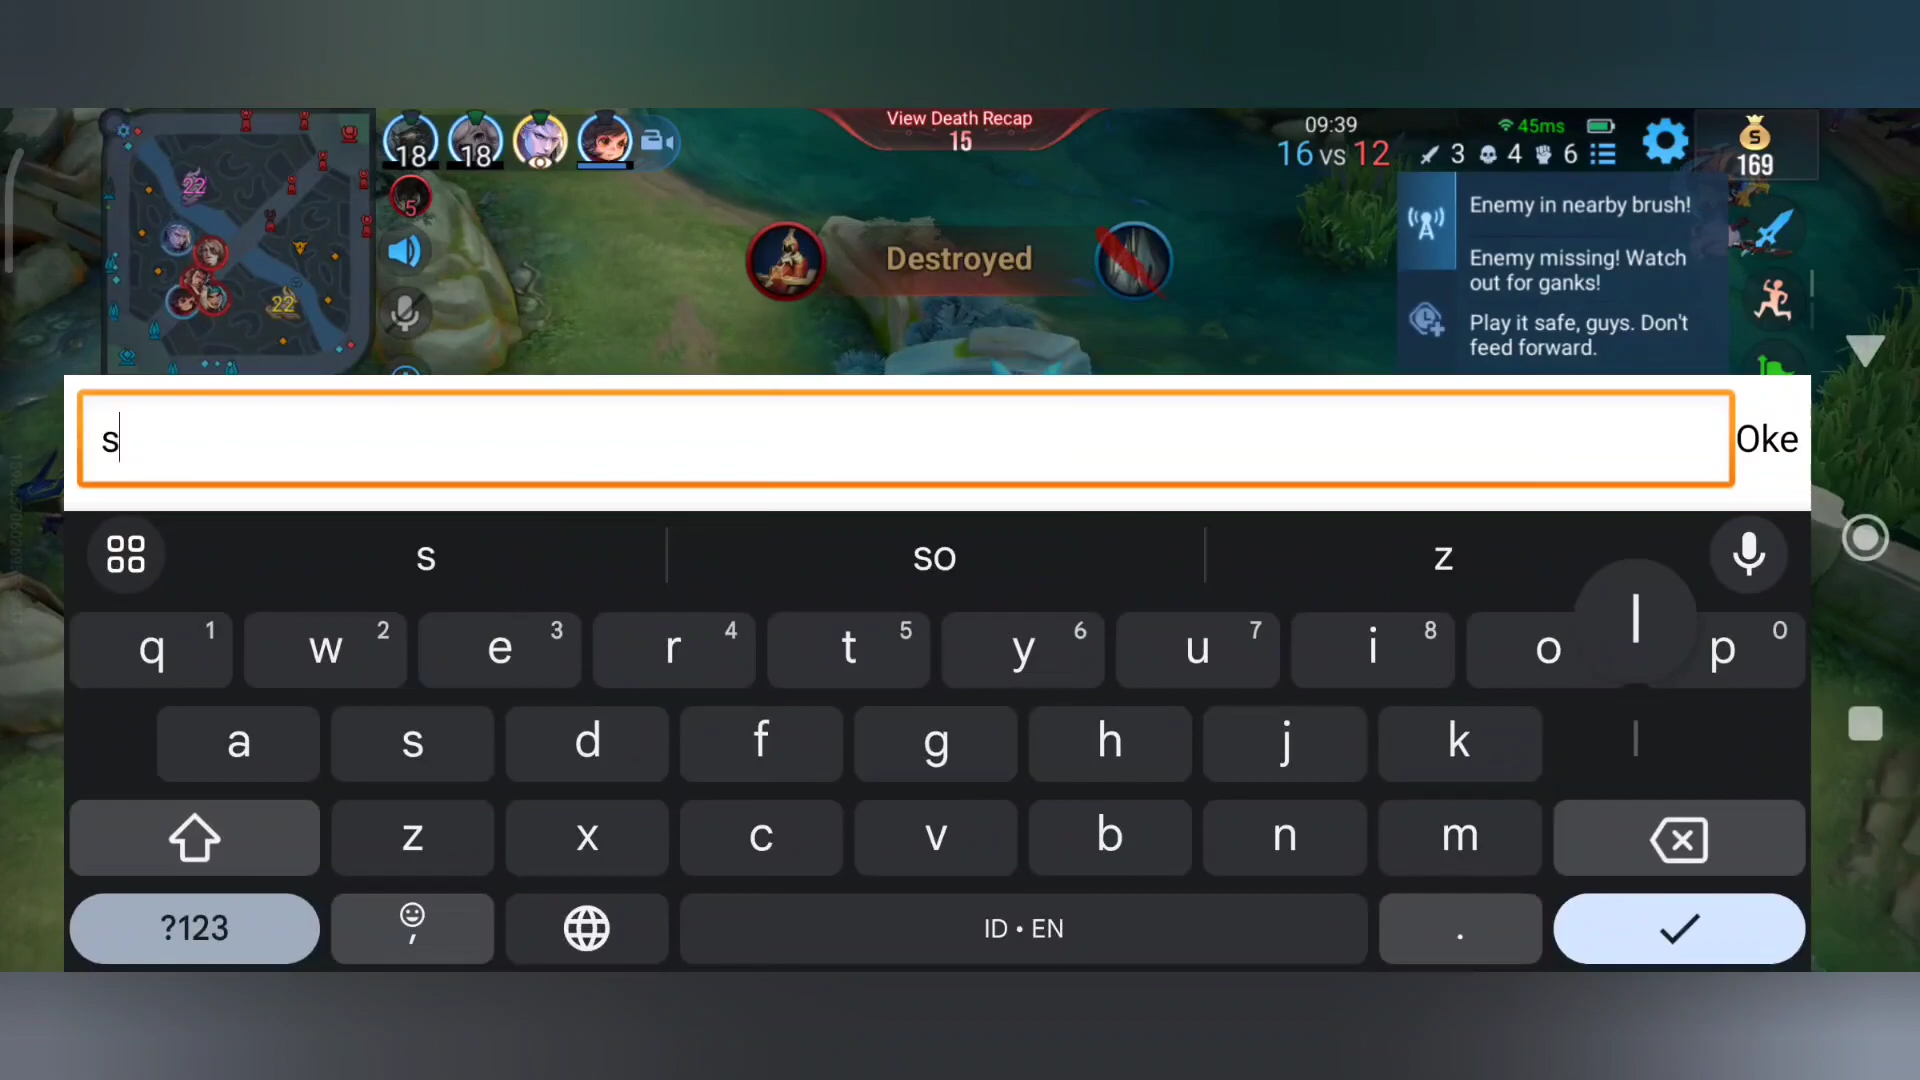 View Death Recap
15
09:39
45ms
16 vs 12
3 4 6
169
18 18
5
22
22
Destroyed
Enemy in nearby brush!
Enemy missing! Watch
out for ganks!
Play it safe, guys. Don't
feed forward.
s
Oke
s so z
q 1 w 2 e 3 r 4 t 5 y 6 u 7 i 8 o l p 0
a s d f g h j k l
z x c v b n m
?123 , ID • EN .